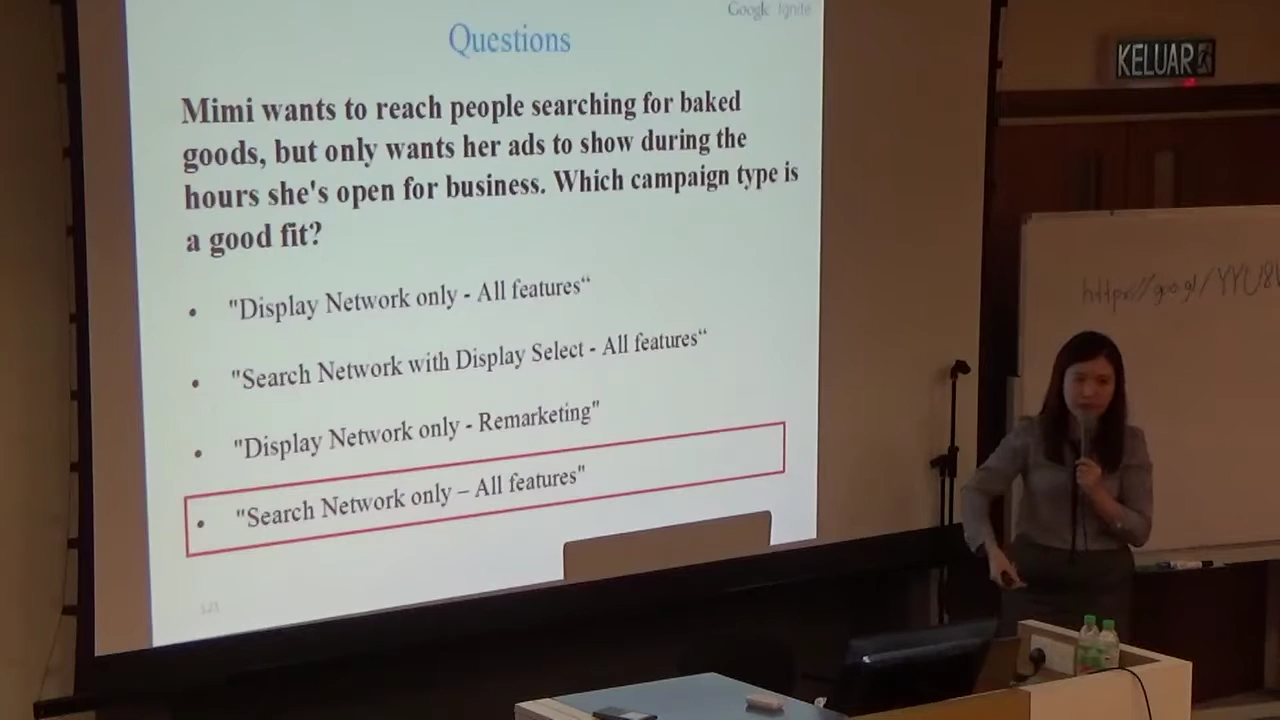 Google Ignite
KELUAR
Questions
Mimi wants to reach people searching for baked
goods, but only wants her ads to show during the
hours she's open for business. Which campaign type is
a good fit?
• "Display Network only - All features“
• "Search Network with Display Select - All features“
• "Display Network only - Remarketing"
• "Search Network only – All features"